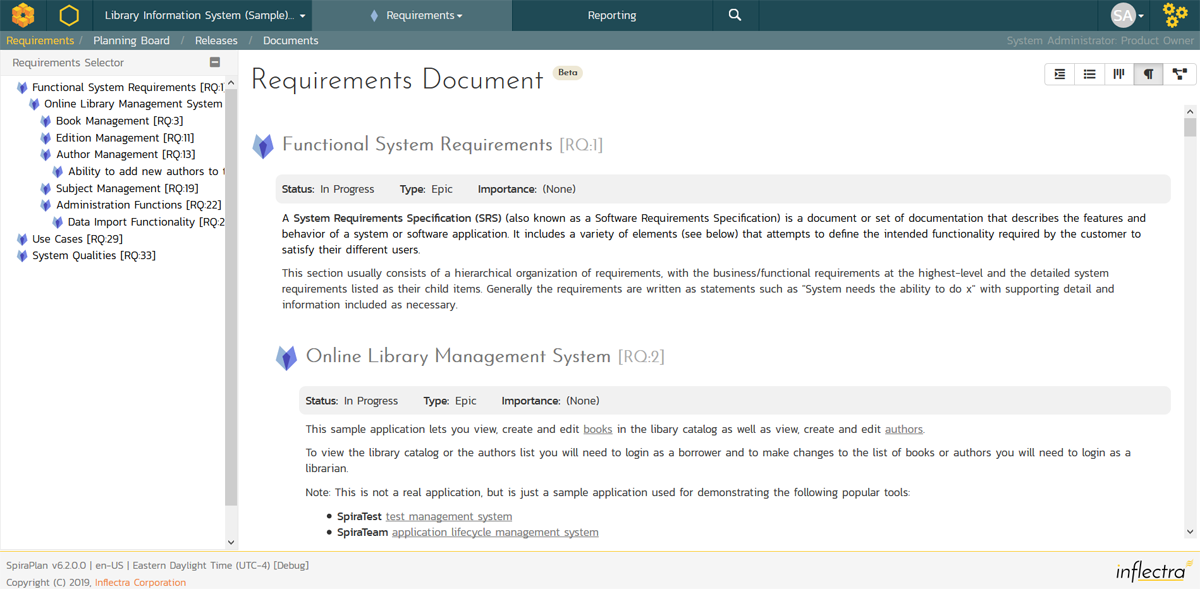 Library Information System (Sample)...
Requirements
Reporting
SA
Requirements / Planning Board / Releases / Documents
System Administrator: Product Owner
Requirements Selector
Functional System Requirements [RQ:1
Online Library Management System
Book Management [RQ:3]
Edition Management [RQ:11]
Author Management [RQ:13]
Ability to add new authors to t
Subject Management [RQ:19]
Administration Functions [RQ:22]
Data Import Functionality [RQ:2
Use Cases [RQ:29]
System Qualities [RQ:33]
Requirements Document Beta
Functional System Requirements [RQ:1]
Status: In Progress Type: Epic Importance: (None)
A System Requirements Specification (SRS) (also known as a Software Requirements Specification) is a document or set of documentation that describes the features and
behavior of a system or software application. It includes a variety of elements (see below) that attempts to define the intended functionality required by the customer to
satisfy their different users.
This section usually consists of a hierarchical organization of requirements, with the business/functional requirements at the highest-level and the detailed system
requirements listed as their child items. Generally the requirements are written as statements such as "System needs the ability to do x" with supporting detail and
information included as necessary.
Online Library Management System [RQ:2]
Status: In Progress Type: Epic Importance: (None)
This sample application lets you view, create and edit books in the libary catalog as well as view, create and edit authors.
To view the library catalog or the authors list you will need to login as a borrower and to make changes to the list of books or authors you will need to login as a
librarian.
Note: This is not a real application, but is just a sample application used for demonstrating the following popular tools:
• SpiraTest test management system
• SpiraTeam application lifecycle management system
SpiraPlan v6.2.0.0 | en-US | Eastern Daylight Time (UTC-4) [Debug]
Copyright (C) 2019, Inflectra Corporation
inflectra